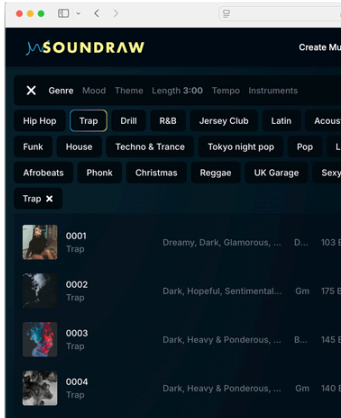 SOUNDRAW
Create Mu
Genre Mood Theme Length 3:00 Tempo Instruments
Hip Hop Trap Drill R&B Jersey Club Latin Acous
Funk House Techno & Trance Tokyo night pop Pop L
Afrobeats Phonk Christmas Reggae UK Garage Sexy
Trap
0001
Trap
Dreamy, Dark, Glamorous, ... D... 103 B
0002
Trap
Dark, Hopeful, Sentimental... Gm 175 B
0003
Trap
Dark, Heavy & Ponderous, ... B... 145 B
0004
Trap
Dark, Heavy & Ponderous, ... Gm 140 B